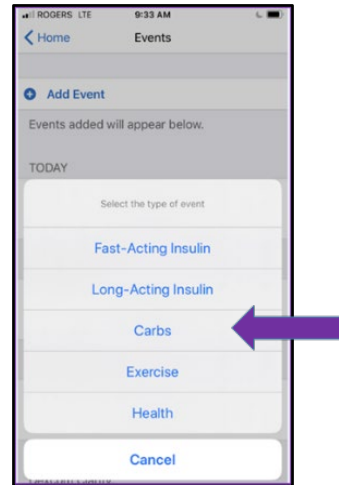 ROGERS LTE 9:33 AM
Home Events
Add Event
Events added will appear below.
TODAY
Select the type of event
Fast-Acting Insulin
Long-Acting Insulin
Carbs
Exercise
Health
Cancel